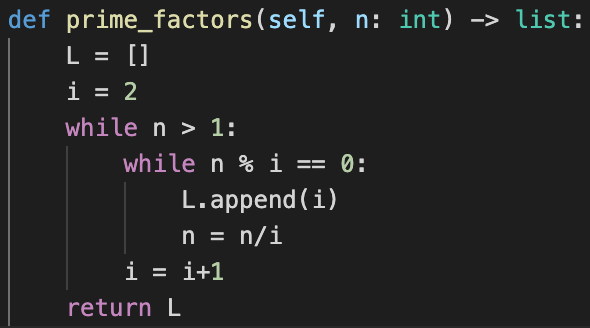 def prime_factors(self, n: int) -> list:
    L = []
    i = 2
    while n > 1:
        while n % i == 0:
            L.append(i)
            n = n/i
        i = i+1
    return L